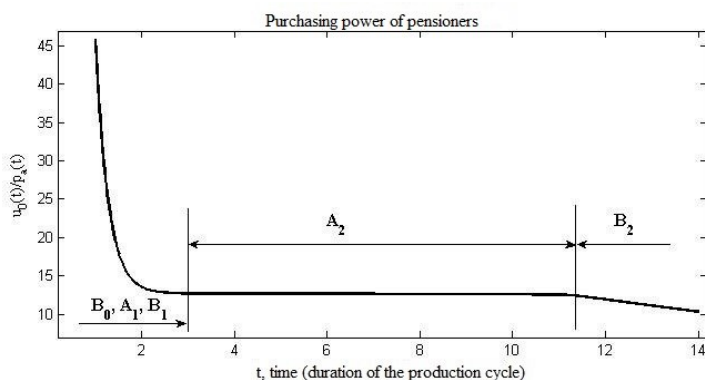 Purchasing power of pensioners
45
40
35
30
25
20
15
10
u₀(t)/pₐ(t)
A₂
B₂
B₀, A₁, B₁
2 4 6 8 10 12 14
t, time (duration of the production cycle)